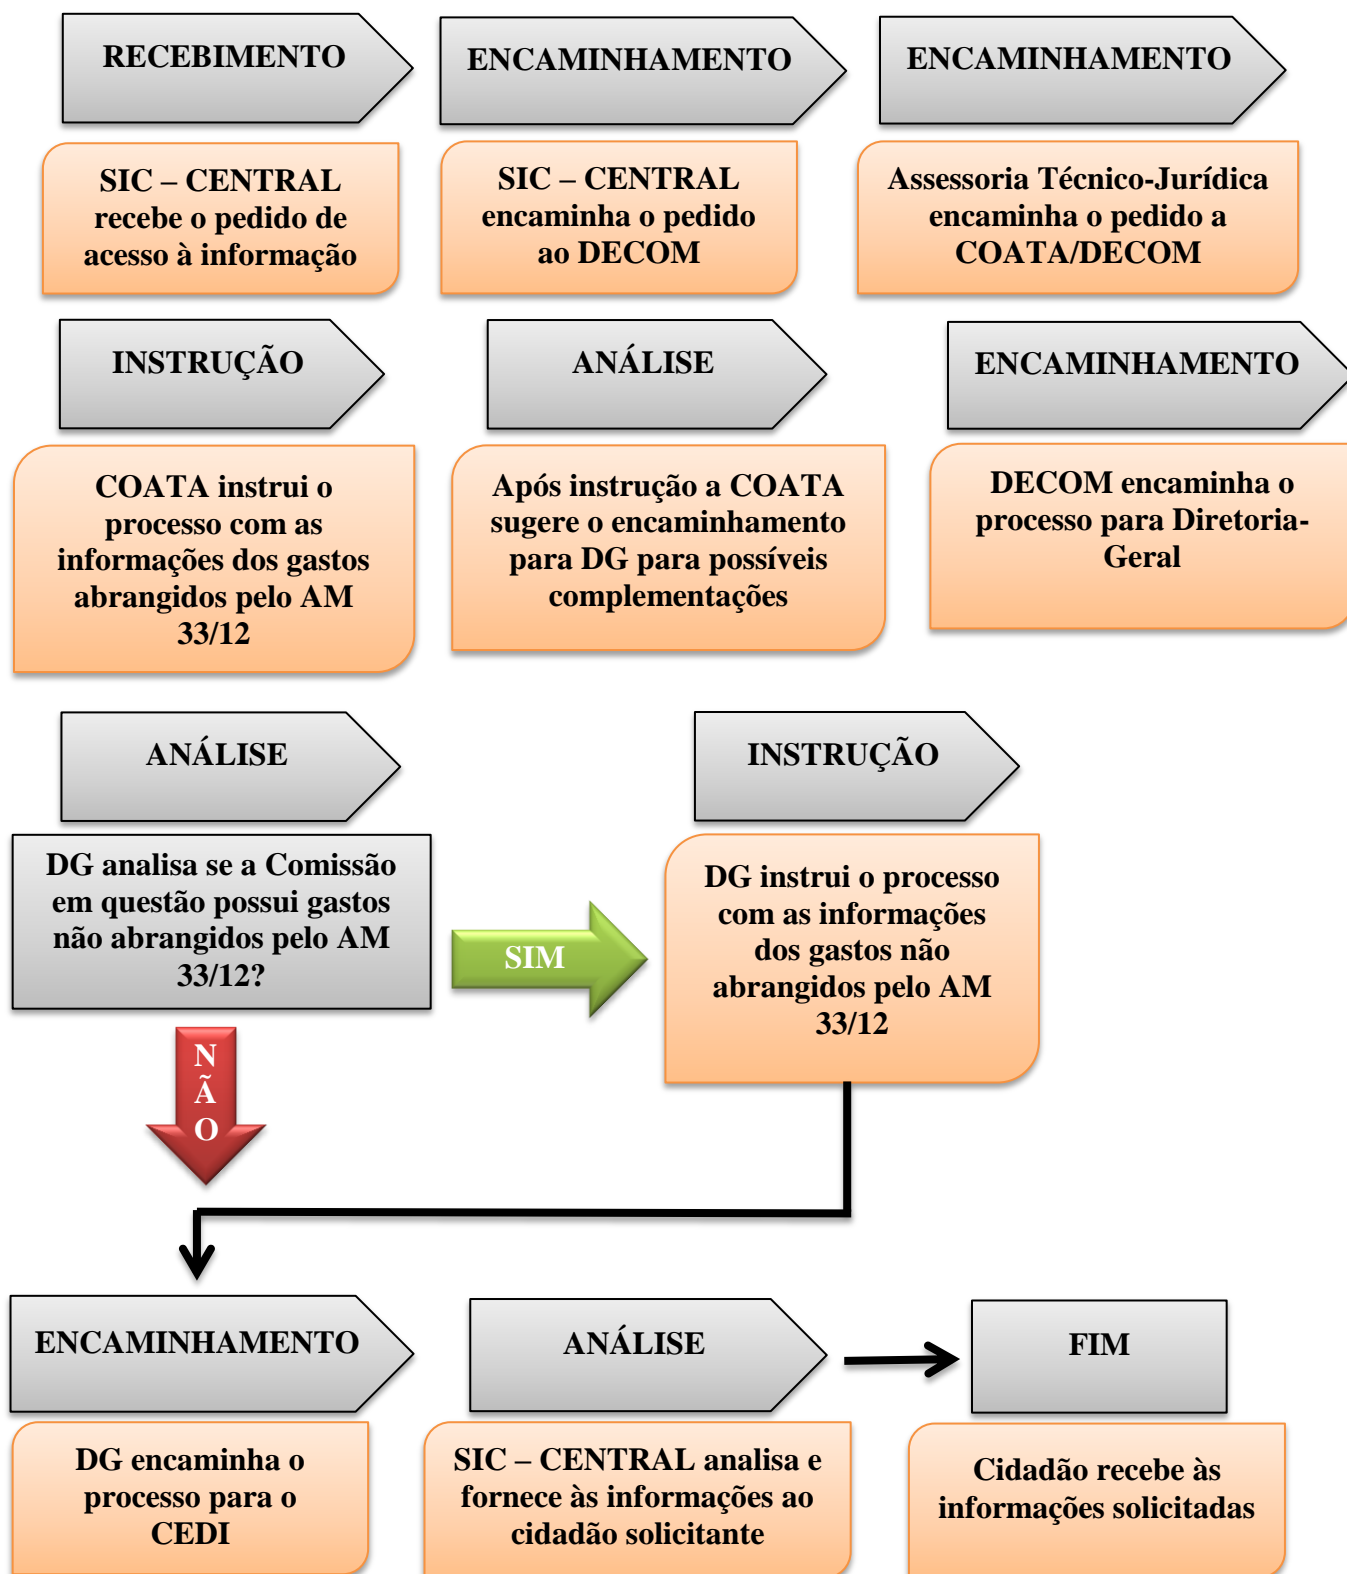 RECEBIMENTO
SIC – CENTRAL
recebe o pedido de
acesso à informação
ENCAMINHAMENTO
SIC – CENTRAL
encaminha o pedido
ao DECOM
ENCAMINHAMENTO
Assessoria Técnico-Jurídica
encaminha o pedido a
COATA/DECOM
INSTRUÇÃO
COATA instrui o
processo com as
informações dos gastos
abrangidos pelo AM
33/12
ANÁLISE
Após instrução a COATA
sugere o encaminhamento
para DG para possíveis
complementações
ENCAMINHAMENTO
DECOM encaminha o
processo para Diretoria-
Geral
ANÁLISE
DG analisa se a Comissão
em questão possui gastos
não abrangidos pelo AM
33/12?
SIM
INSTRUÇÃO
DG instrui o processo
com as informações
dos gastos não
abrangidos pelo AM
33/12
NÃO
ENCAMINHAMENTO
DG encaminha o
processo para o
CEDI
ANÁLISE
SIC – CENTRAL analisa e
fornece às informações ao
cidadão solicitante
FIM
Cidadão recebe às
informações solicitadas